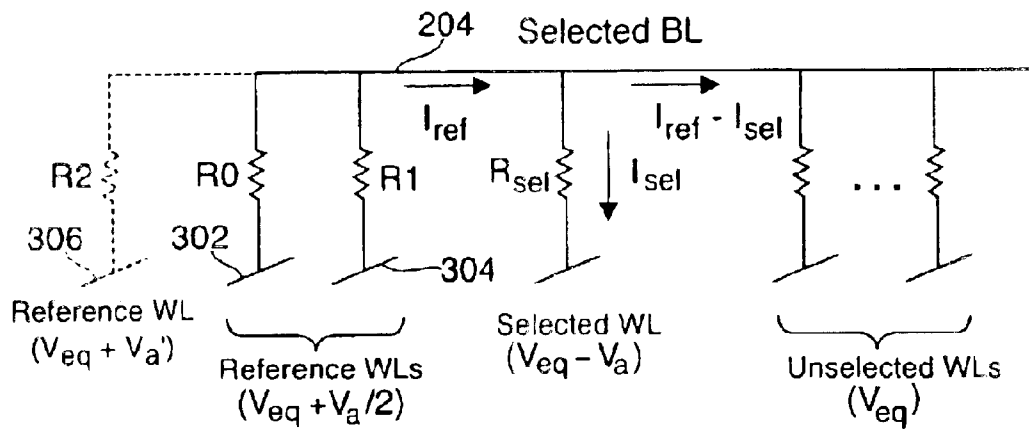 204
Selected BL
I_ref
I_ref - I_sel
R2
R0
R1
R_sel
I_sel
...
306
302
304
Reference WL
(V_eq + V_a')
Reference WLs
(V_eq + V_a/2)
Selected WL
(V_eq - V_a)
Unselected WLs
(V_eq)